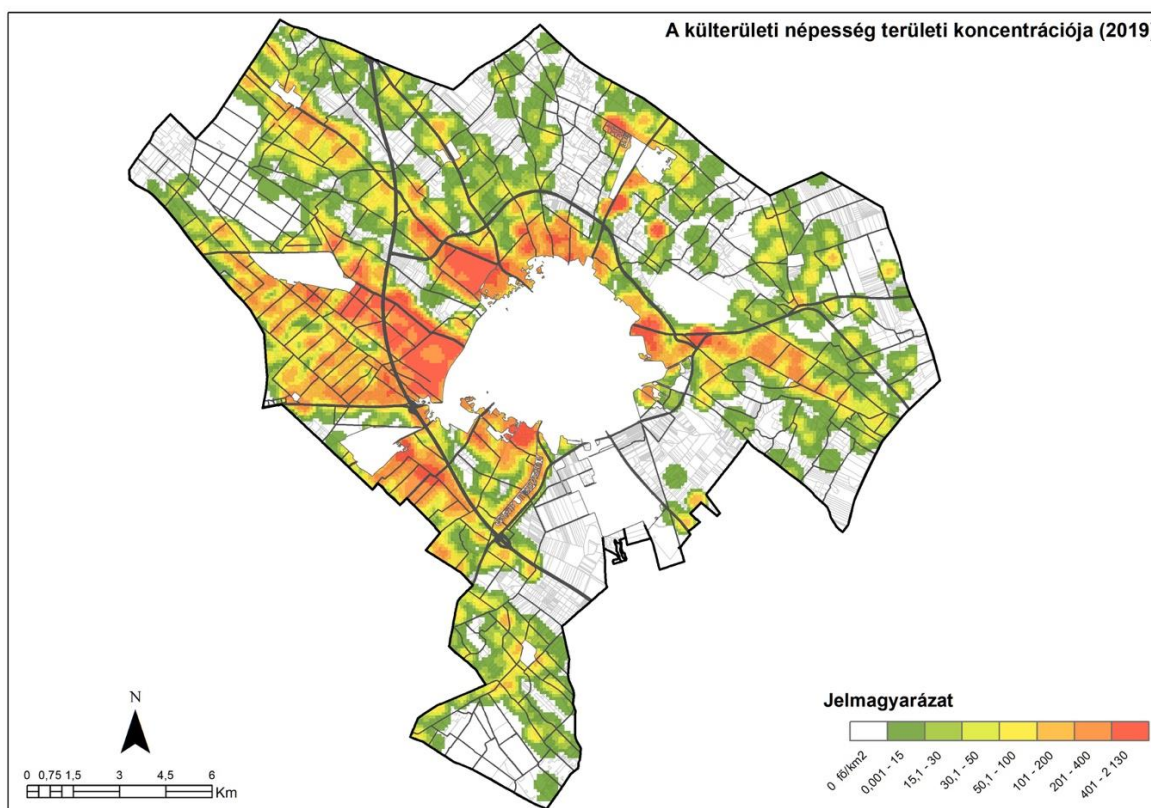 A külterületi népesség területi koncentrációja (2019)
N
0 0,75 1,5 3 4,5 6
Km
Jelmagyarázat
0 fő/km2
0,001 - 15
15,1 - 30
30,1 - 50
50,1 - 100
101 - 200
201 - 400
401 - 2 130